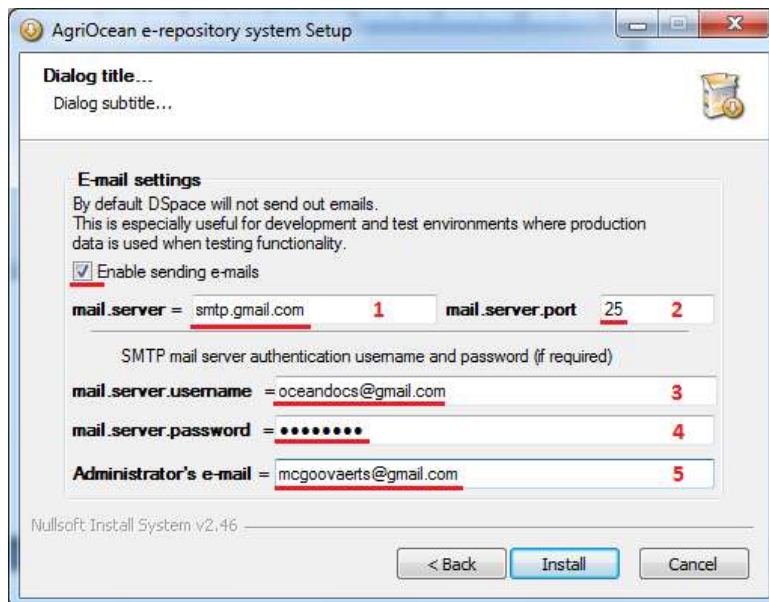 AgriOcean e-repository system Setup
Dialog title...
Dialog subtitle...
E-mail settings
By default DSpace will not send out emails.
This is especially useful for development and test environments where production
data is used when testing functionality.
Enable sending e-mails
mail.server = smtp.gmail.com 1 mail.server.port 25 2
SMTP mail server authentication username and password (if required)
mail.server.username = oceandocs@gmail.com 3
mail.server.password = ●●●●●●●●● 4
Administrator's e-mail = mcgoovaerts@gmail.com 5
Nullsoft Install System v2.46
< Back Install Cancel